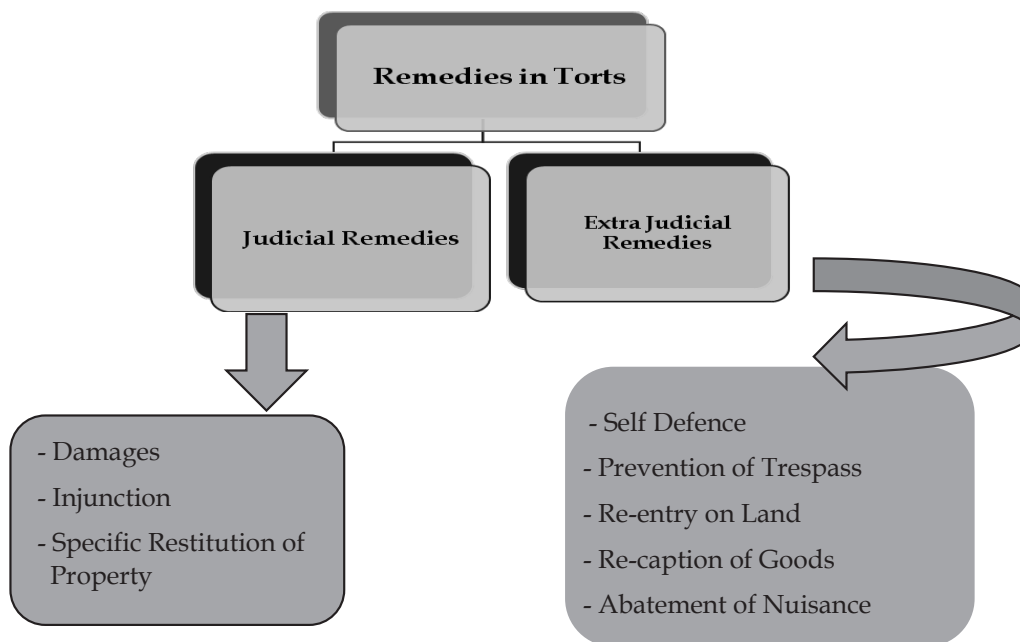 Remedies in Torts
Judicial Remedies
Extra Judicial
Remedies
- Damages
- Injunction
- Specific Restitution of
Property
- Self Defence
- Prevention of Trespass
- Re-entry on Land
- Re-caption of Goods
- Abatement of Nuisance